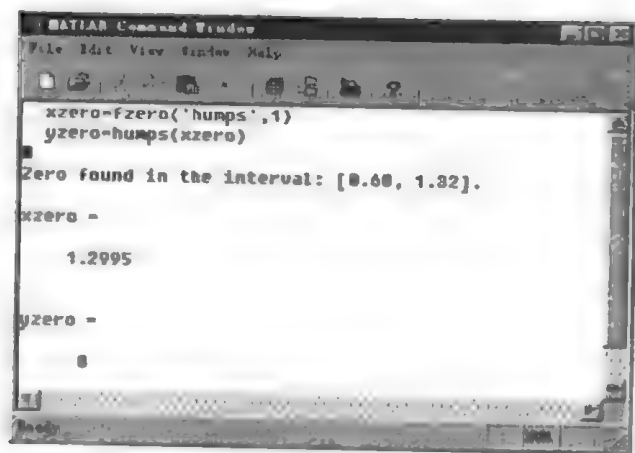 MATLAB Command Window
File Edit View Window Help
xzero=fzero('humps',1)
yzero=humps(xzero)
Zero found in the interval: [0.68, 1.32].
xzero =
1.2995
yzero =
0
Ready
NUM